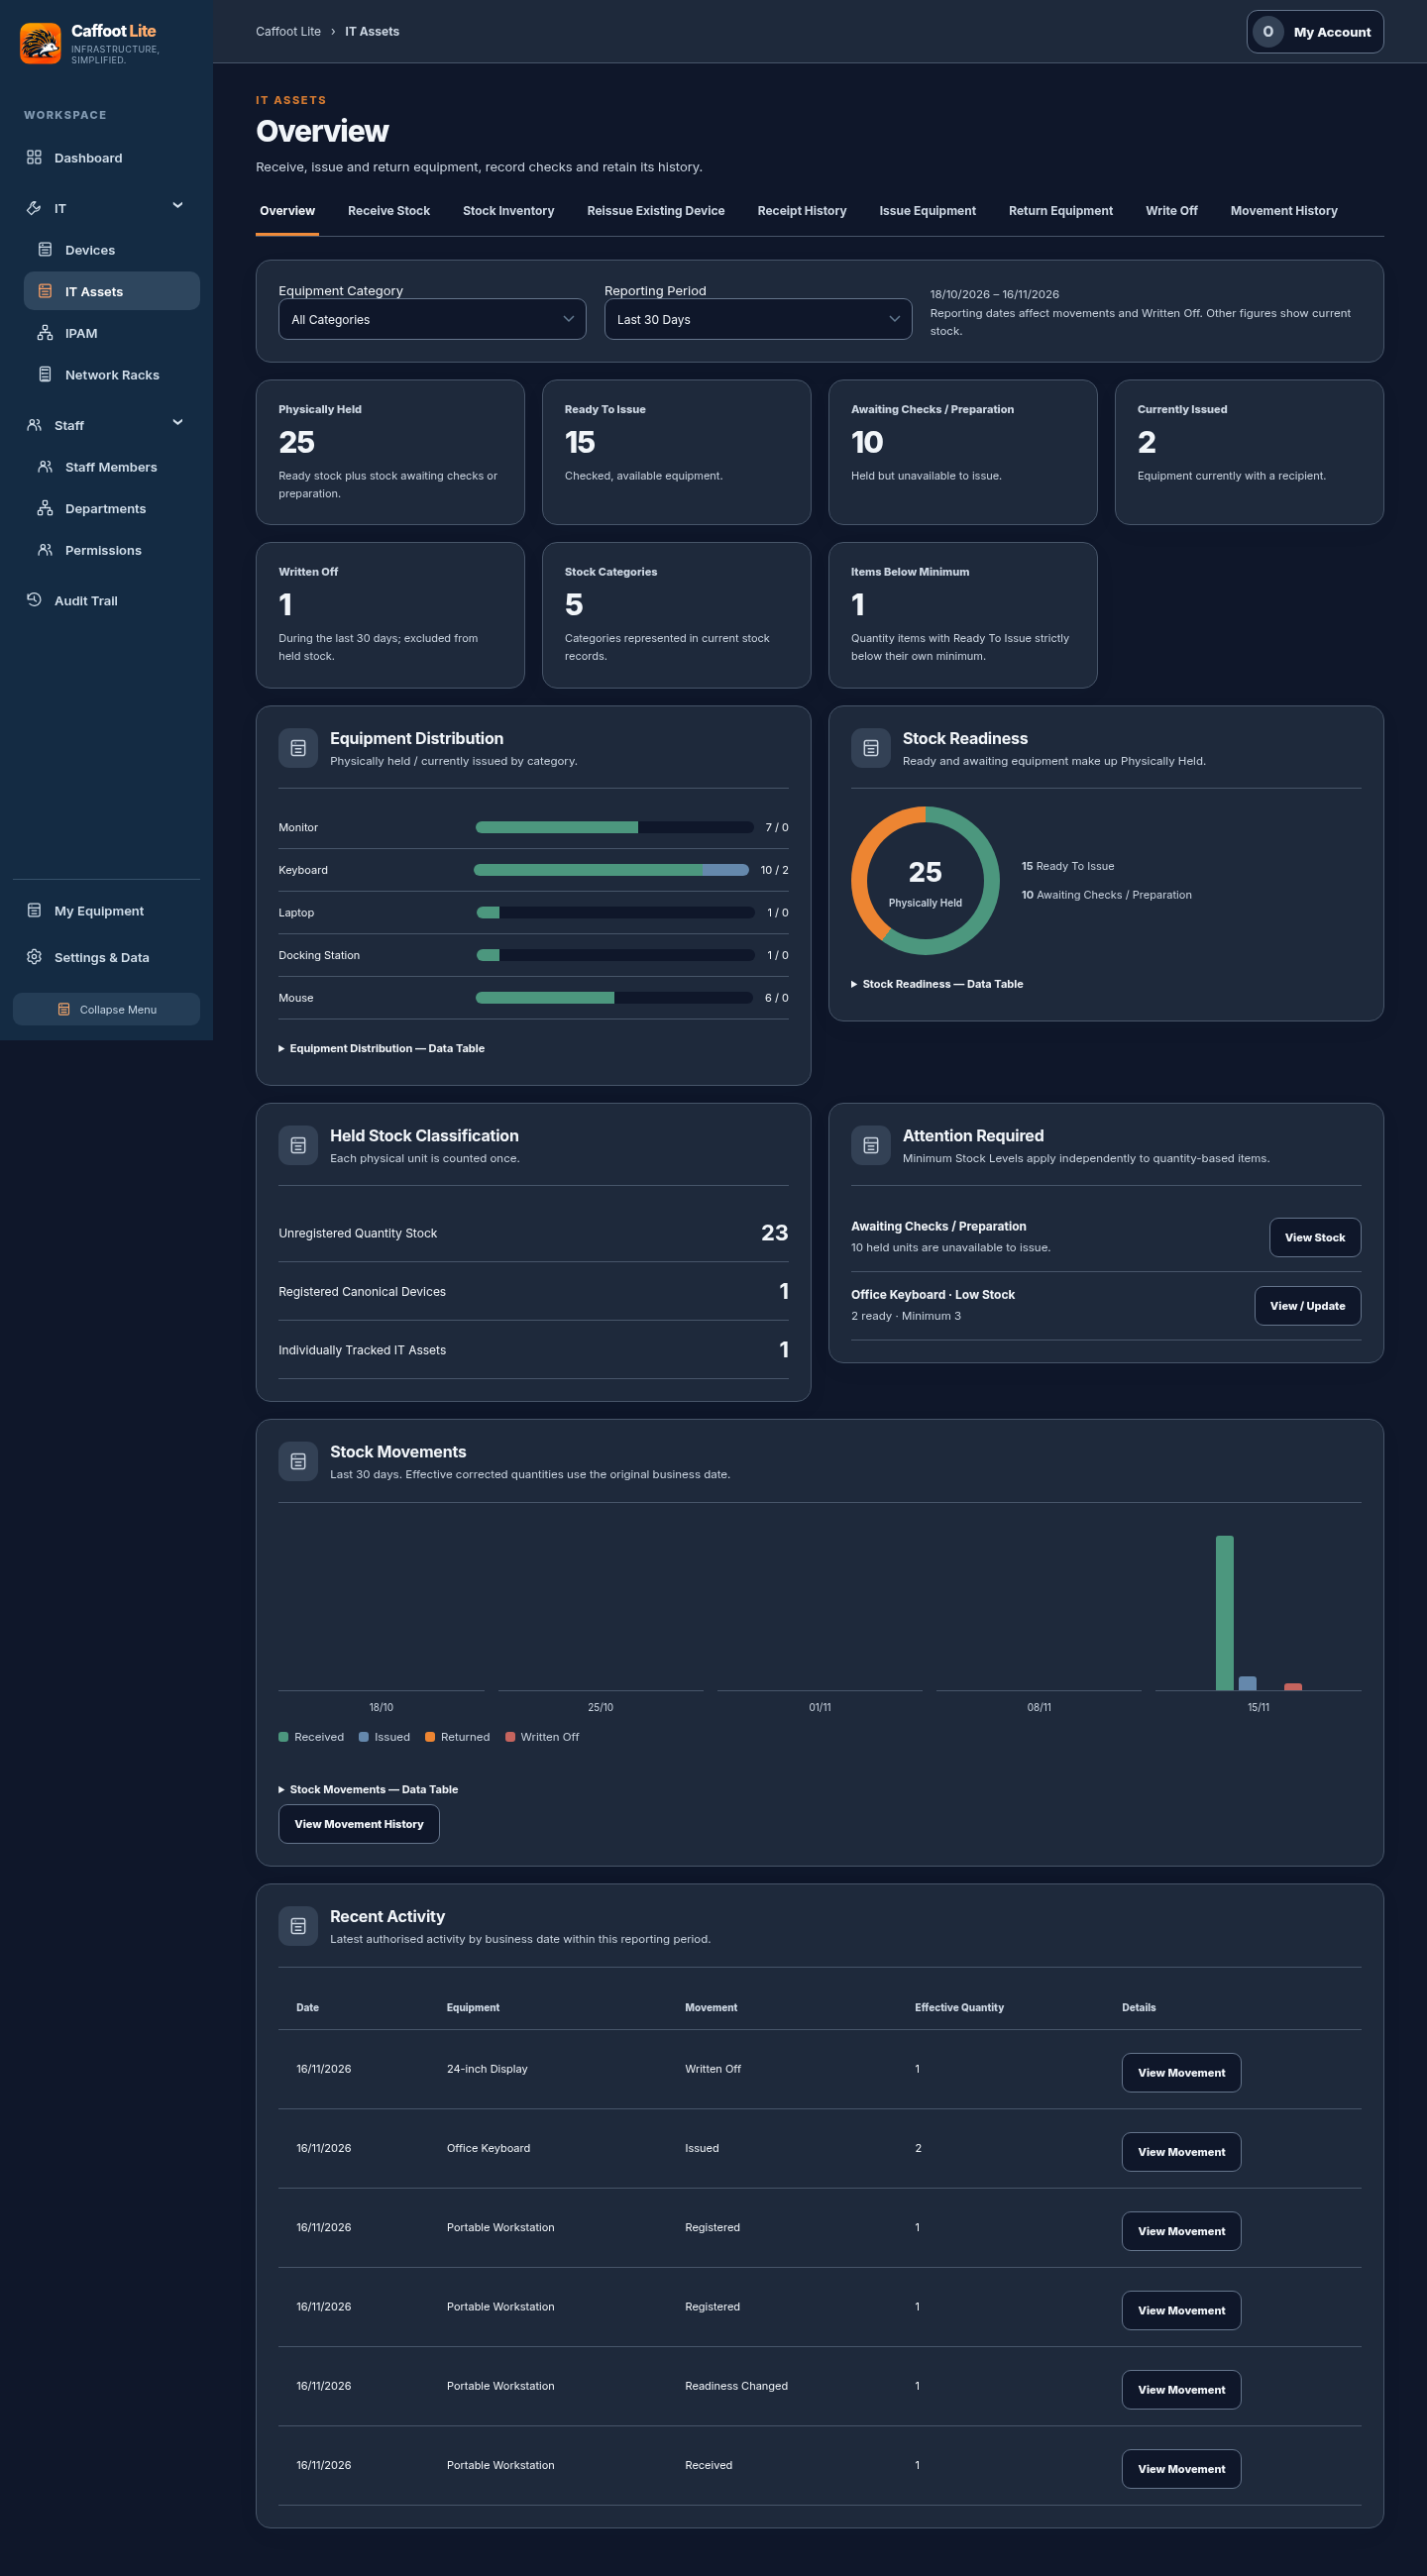 Caffoot Lite
INFRASTRUCTURE,
SIMPLIFIED.
WORKSPACE
Dashboard
IT
Devices
IT Assets
IPAM
Network Racks
Staff
Staff Members
Departments
Permissions
Audit Trail
My Equipment
Settings & Data
Collapse Menu
Caffoot Lite › IT Assets
O My Account
IT ASSETS
Overview
Receive, issue and return equipment, record checks and retain its history.
Overview Receive Stock Stock Inventory Reissue Existing Device Receipt History Issue Equipment Return Equipment Write Off Movement History
Equipment Category
All Categories
Reporting Period
Last 30 Days
18/10/2026 – 16/11/2026
Reporting dates affect movements and Written Off. Other figures show current
stock.
Physically Held
25
Ready stock plus stock awaiting checks or
preparation.
Ready To Issue
15
Checked, available equipment.
Awaiting Checks / Preparation
10
Held but unavailable to issue.
Currently Issued
2
Equipment currently with a recipient.
Written Off
1
During the last 30 days; excluded from
held stock.
Stock Categories
5
Categories represented in current stock
records.
Items Below Minimum
1
Quantity items with Ready To Issue strictly
below their own minimum.
Equipment Distribution
Physically held / currently issued by category.
Monitor 7 / 0
Keyboard 10 / 2
Laptop 1 / 0
Docking Station 1 / 0
Mouse 6 / 0
▶ Equipment Distribution — Data Table
Stock Readiness
Ready and awaiting equipment make up Physically Held.
25
Physically Held
15 Ready To Issue
10 Awaiting Checks / Preparation
▶ Stock Readiness — Data Table
Held Stock Classification
Each physical unit is counted once.
Unregistered Quantity Stock 23
Registered Canonical Devices 1
Individually Tracked IT Assets 1
Attention Required
Minimum Stock Levels apply independently to quantity-based items.
Awaiting Checks / Preparation
10 held units are unavailable to issue.
View Stock
Office Keyboard · Low Stock
2 ready · Minimum 3
View / Update
Stock Movements
Last 30 days. Effective corrected quantities use the original business date.
18/10 25/10 01/11 08/11 15/11
Received Issued Returned Written Off
▶ Stock Movements — Data Table
View Movement History
Recent Activity
Latest authorised activity by business date within this reporting period.
Date Equipment Movement Effective Quantity Details
16/11/2026 24-inch Display Written Off 1 View Movement
16/11/2026 Office Keyboard Issued 2 View Movement
16/11/2026 Portable Workstation Registered 1 View Movement
16/11/2026 Portable Workstation Registered 1 View Movement
16/11/2026 Portable Workstation Readiness Changed 1 View Movement
16/11/2026 Portable Workstation Received 1 View Movement